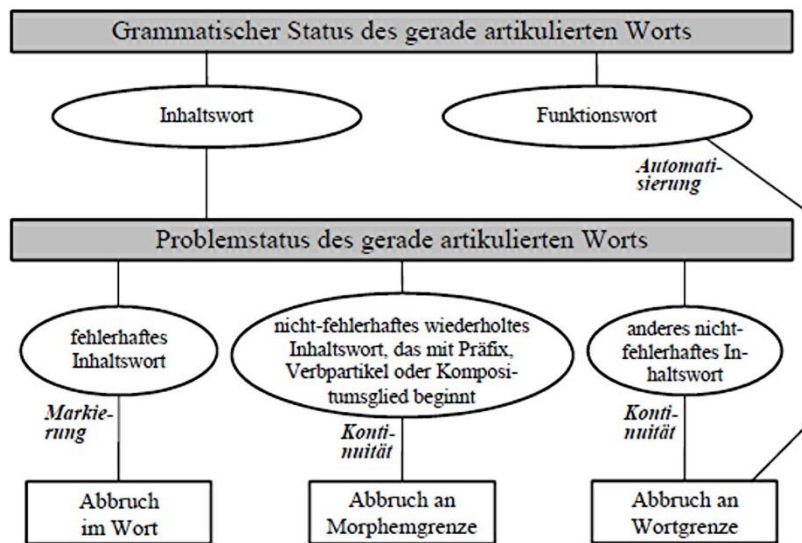 Grammatischer Status des gerade artikulierten Worts
Inhaltswort
Funktionswort
Automati-
sierung
Problemstatus des gerade artikulierten Worts
fehlerhaftes
Inhaltswort
nicht-fehlerhaftes wiederholtes
Inhaltswort, das mit Präfix,
Verbpartikel oder Komposi-
tumsglied beginnt
anderes nicht-
fehlerhaftes In-
haltswort
Markie-
rung
Konti-
nuität
Konti-
nuität
Abbruch
im Wort
Abbruch an
Morphemgrenze
Abbruch an
Wortgrenze